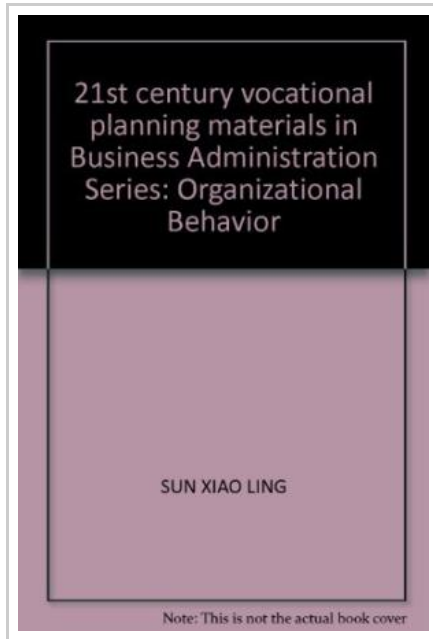 21st century vocational
planning materials in
Business Administration
Series: Organizational
Behavior
SUN XIAO LING
Note: This is not the actual book cover